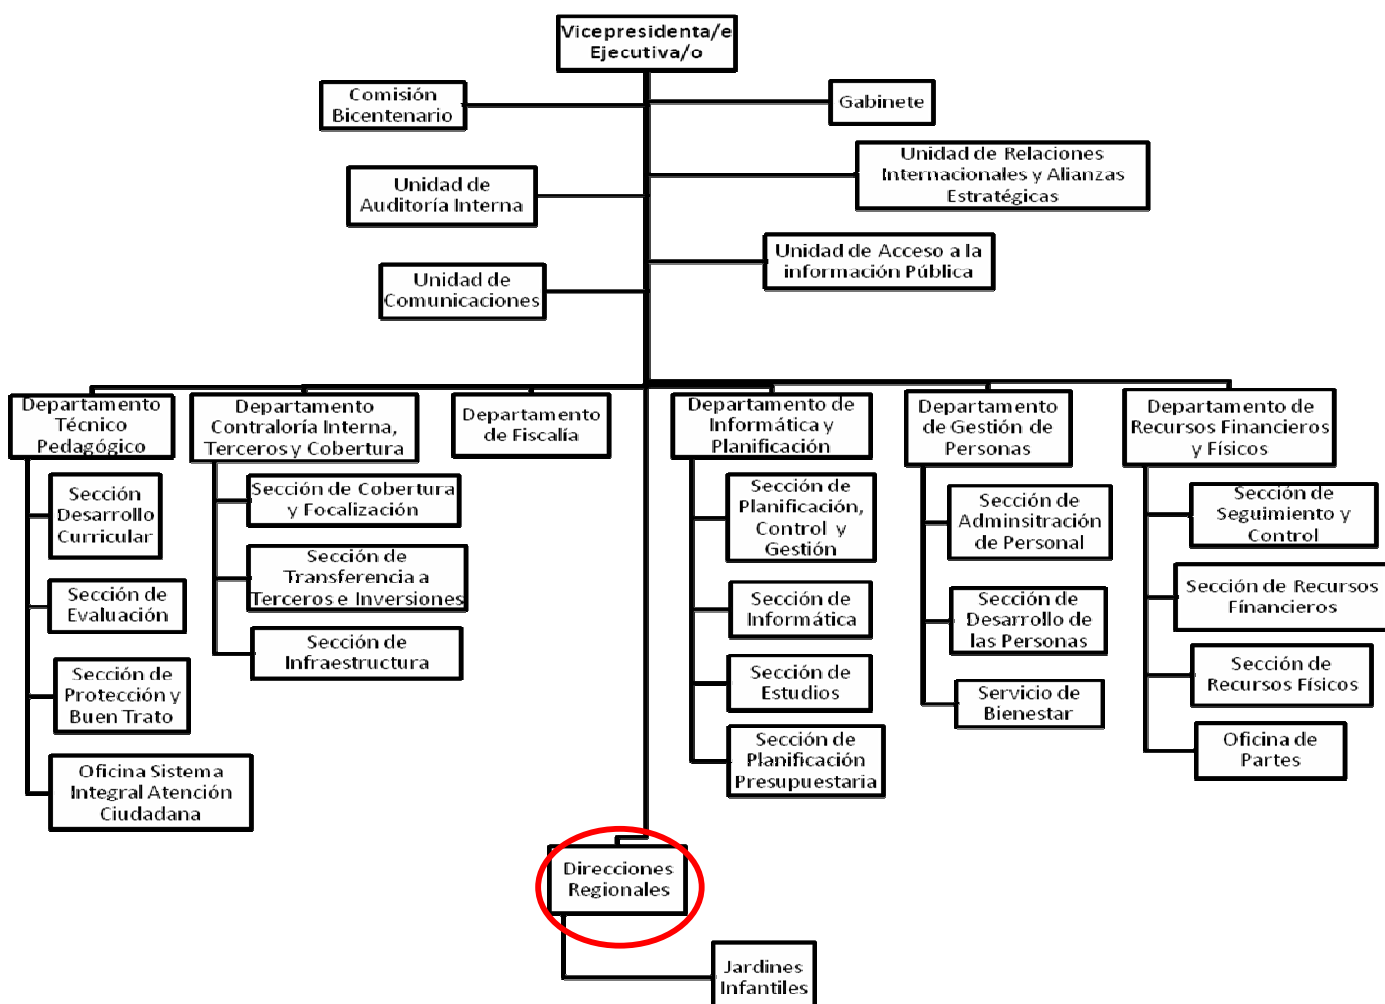 Vicepresidenta/e
Ejecutiva/o
Comisión
Bicentenario
Gabinete
Unidad de Auditoría Interna
Unidad de Relaciones
Internacionales y Alianzas
Estratégicas
Unidad de
Comunicaciones
Unidad de Acceso a la
información Pública
Departamento
Técnico
Pedagógico
Sección
Desarrollo
Curricular
Sección de
Evaluación
Sección de
Protección y
Buen Trato
Oficina Sistema
Integral Atención
Ciudadana
Departamento
Contraloría Interna,
Terceros y Cobertura
Sección de Cobertura
y Focalización
Sección de
Transferencia a
Terceros e Inversiones
Sección de
Infraestructura
Departamento
de Fiscalía
Departamento de
Informática y
Planificación
Sección de
Planificación,
Control y
Gestión
Sección de
Informática
Sección de
Estudios
Sección de
Planificación
Presupuestaria
Departamento
de Gestión de
Personas
Sección de
Adminsitración
de Personal
Sección de
Desarrollo de
las Personas
Servicio de
Bienestar
Departamento de
Recursos Financieros
y Físicos
Sección de
Seguimiento y
Control
Sección de Recursos
Fínancieros
Sección de
Recursos Físicos
Oficina de
Partes
Direcciones
Regionales
Jardines
Infantiles